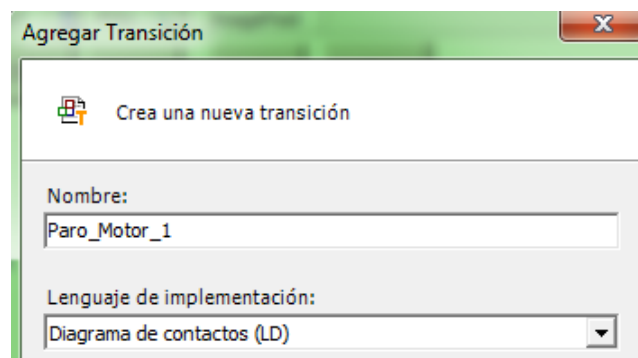 Agregar Transición
Crea una nueva transición
Nombre:
Paro_Motor_1
Lenguaje de implementación:
Diagrama de contactos (LD)